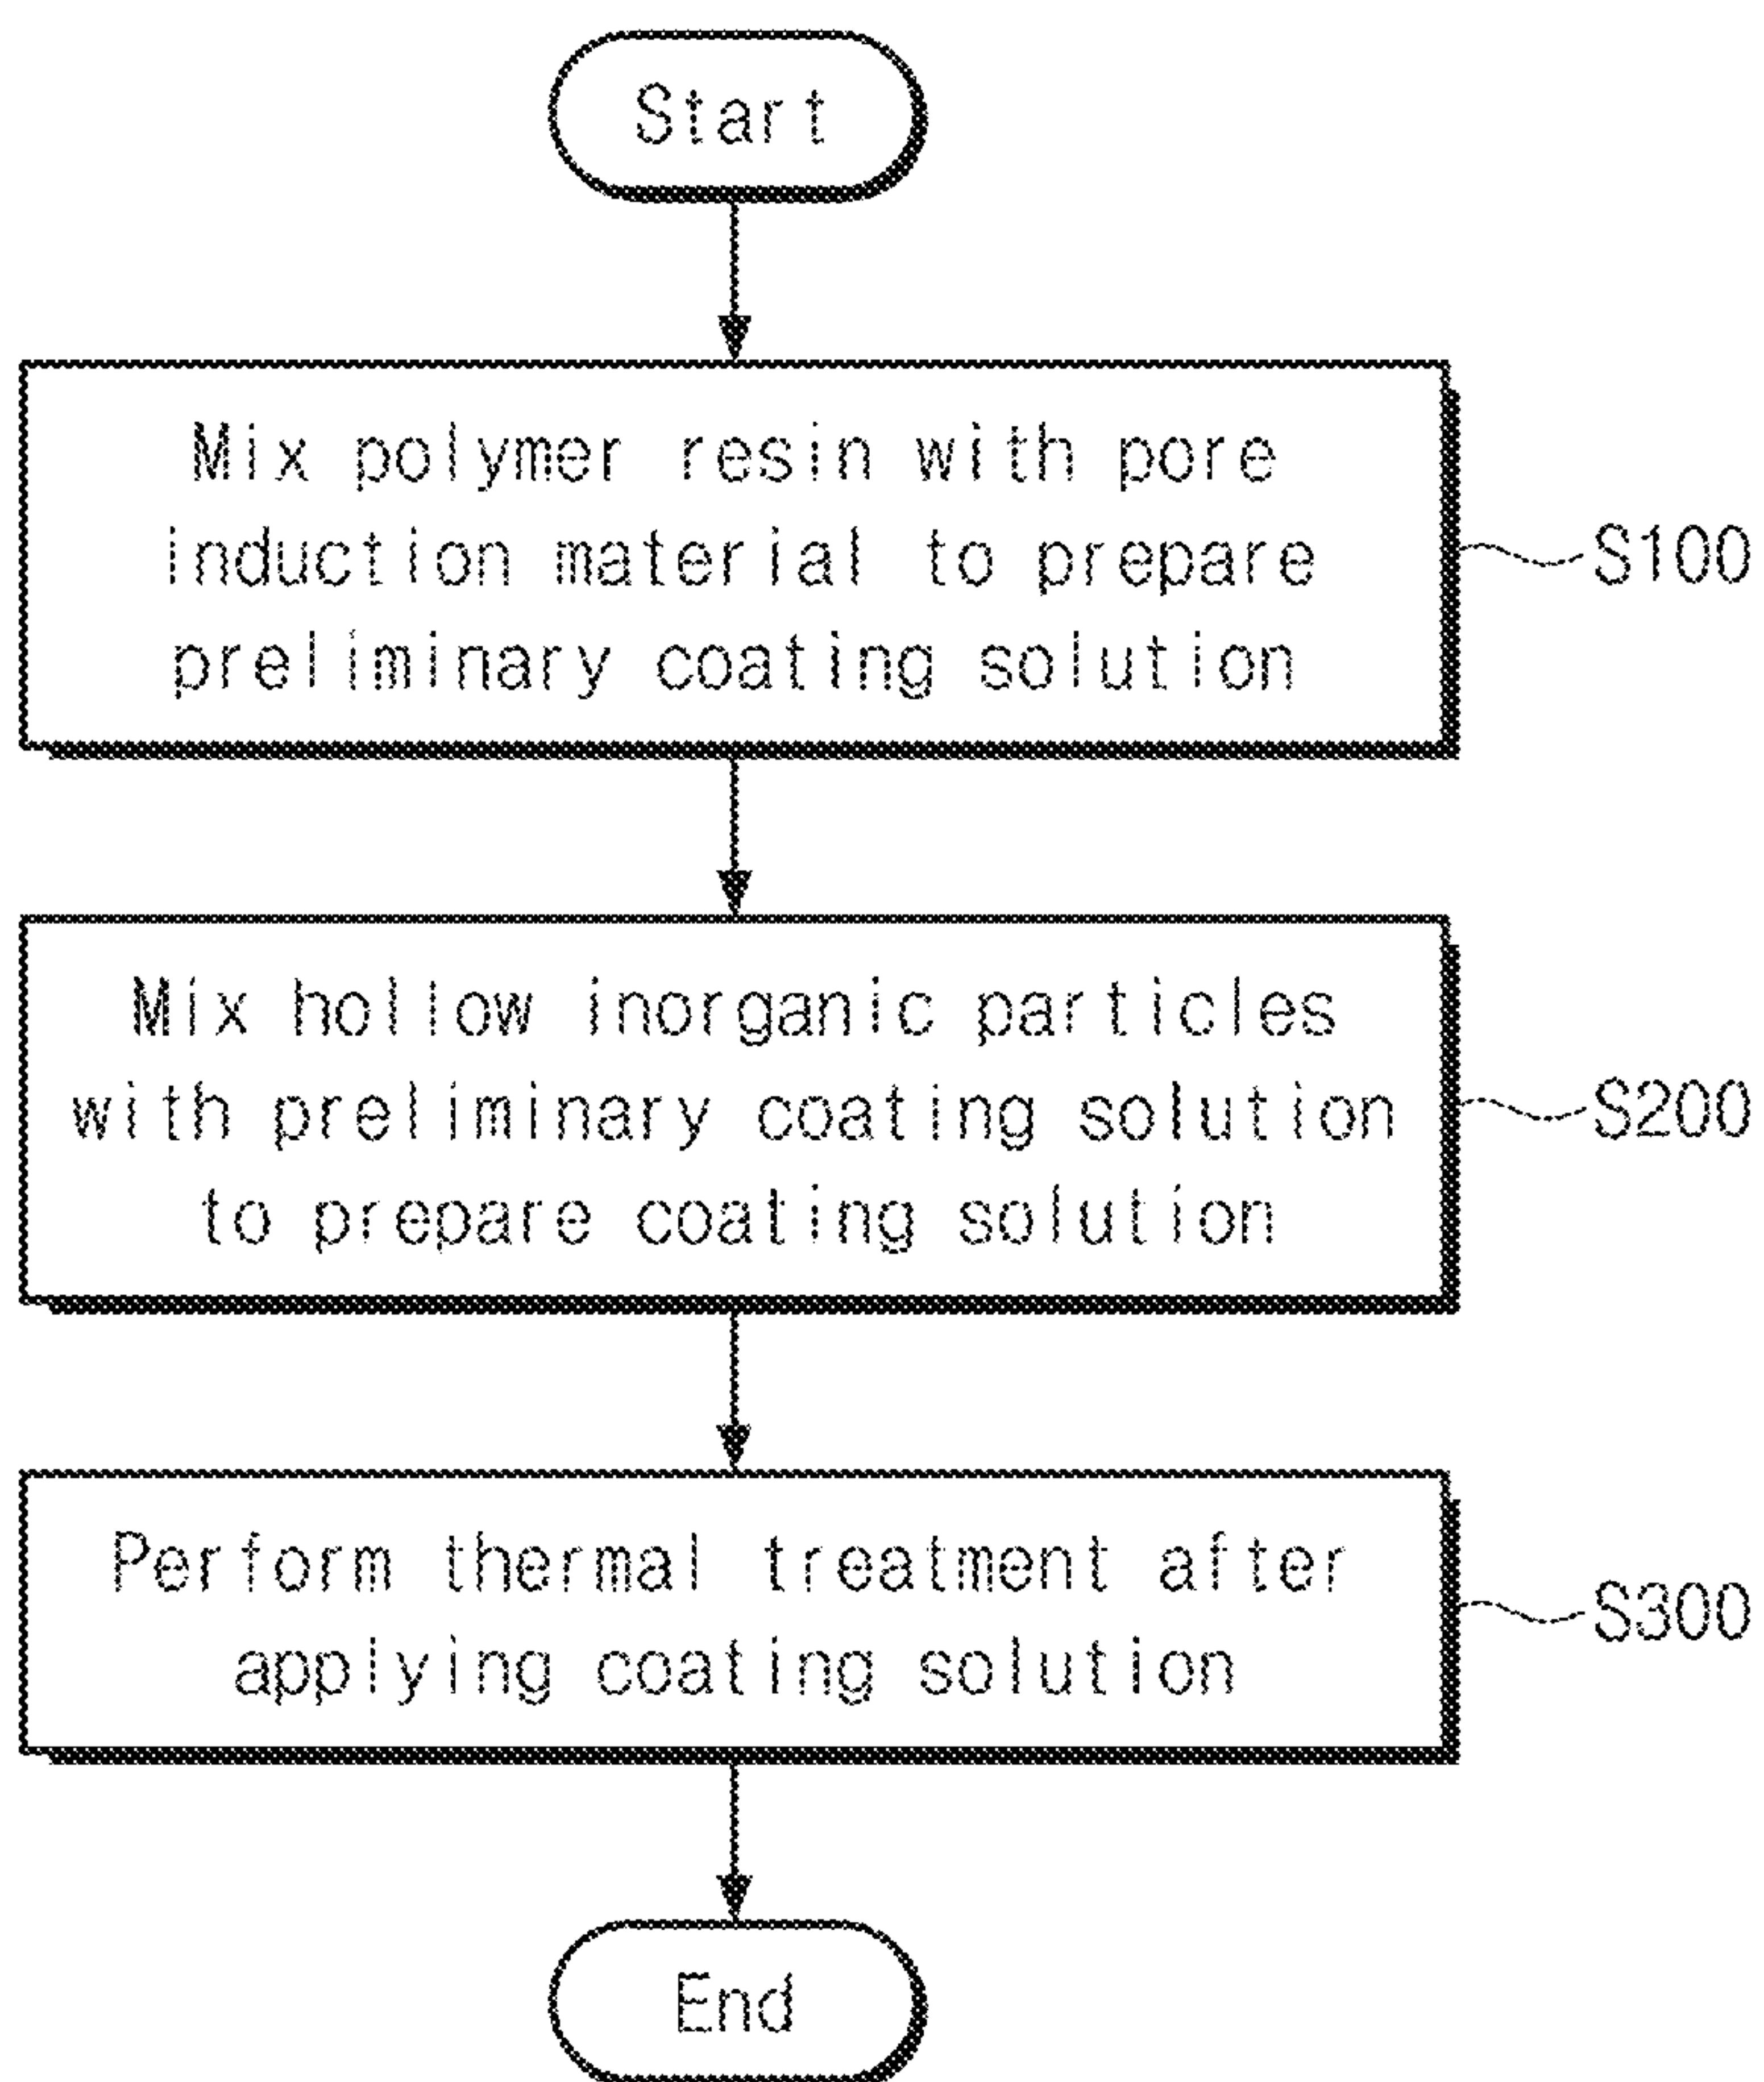 Start
Mix polymer resin with pore
induction material to prepare
preliminary coating solution
S100
Mix hollow inorganic particles
with preliminary coating solution
to prepare coating solution
S200
Perform thermal treatment after
applying coating solution
S300
End